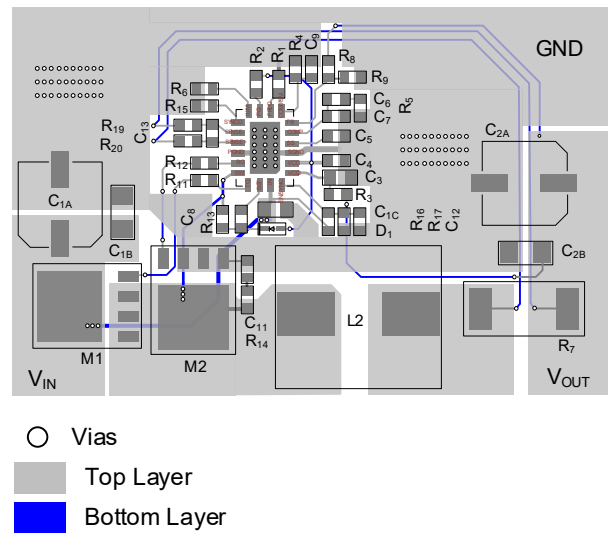 R2
R1
R4
C9
R8
GND
R6
R9
R15
C6
R5
C7
C2A
R19
C13
C5
R20
R12
C4
R11
C3
C1A
R3
C8
R13
C1C
R16
R17
C12
C1B
D1
C2B
L2
C11
R14
M1
M2
R7
VIN
VOUT
Vias
Top Layer
Bottom Layer